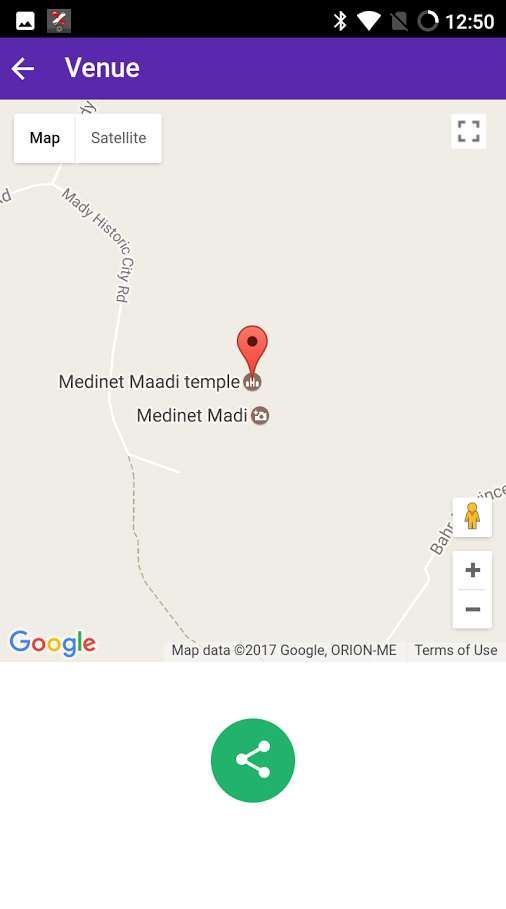 12:50
Venue
Map Satellite
Mady Historic City Rd
Medinet Maadi temple
Medinet Madi
Bahr
Google
Map data ©2017 Google, ORION-ME Terms of Use